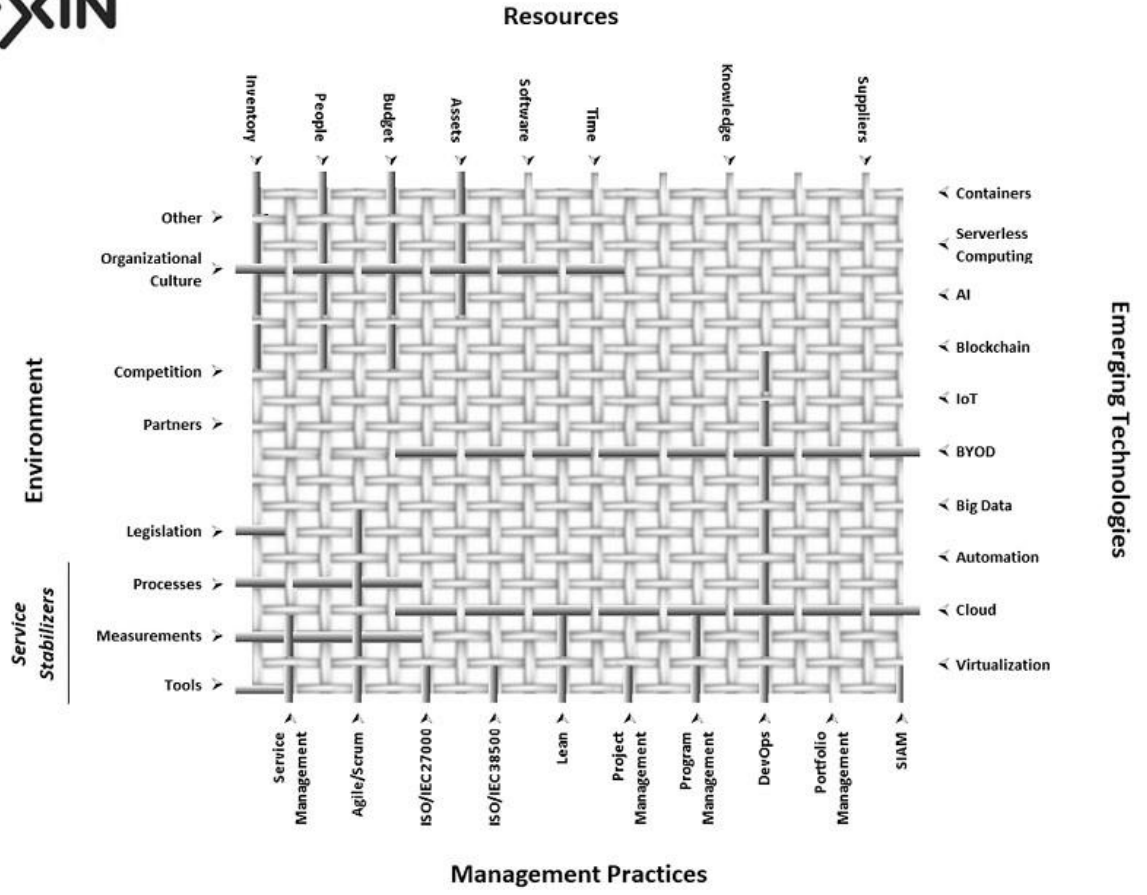 XIN
Resources
Inventory
People
Budget
Assets
Software
Time
Knowledge
Suppliers
Environment
Other
Organizational
Culture
Competition
Partners
Legislation
Service
Stabilizers
Processes
Measurements
Tools
Containers
Serverless
Computing
AI
Blockchain
IoT
BYOD
Big Data
Automation
Cloud
Virtualization
Emerging Technologies
Service
Management
Agile/Scrum
ISO/IEC27000
ISO/IEC38500
Lean
Project
Management
Program
Management
DevOps
Portfolio
Management
SIAM
Management Practices